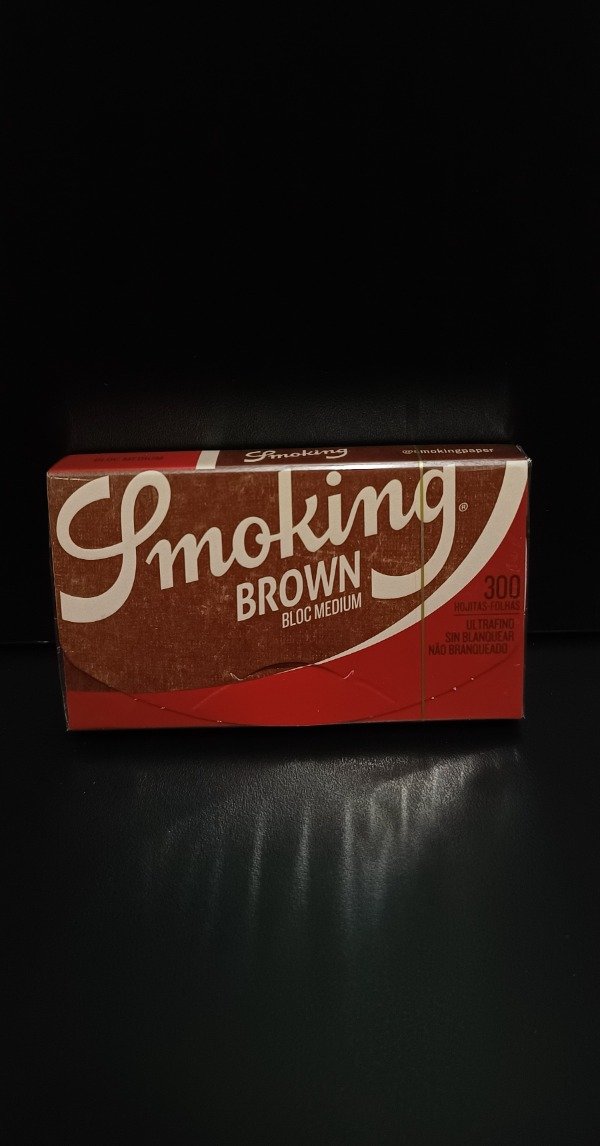 BLOC MEDIUM Smoking @smokingpaper
Smoking®
BROWN
BLOC MEDIUM
300
HOJITAS-FOLHAS
ULTRAFINO
SIN BLANQUEAR
NÃO BRANQUEADO